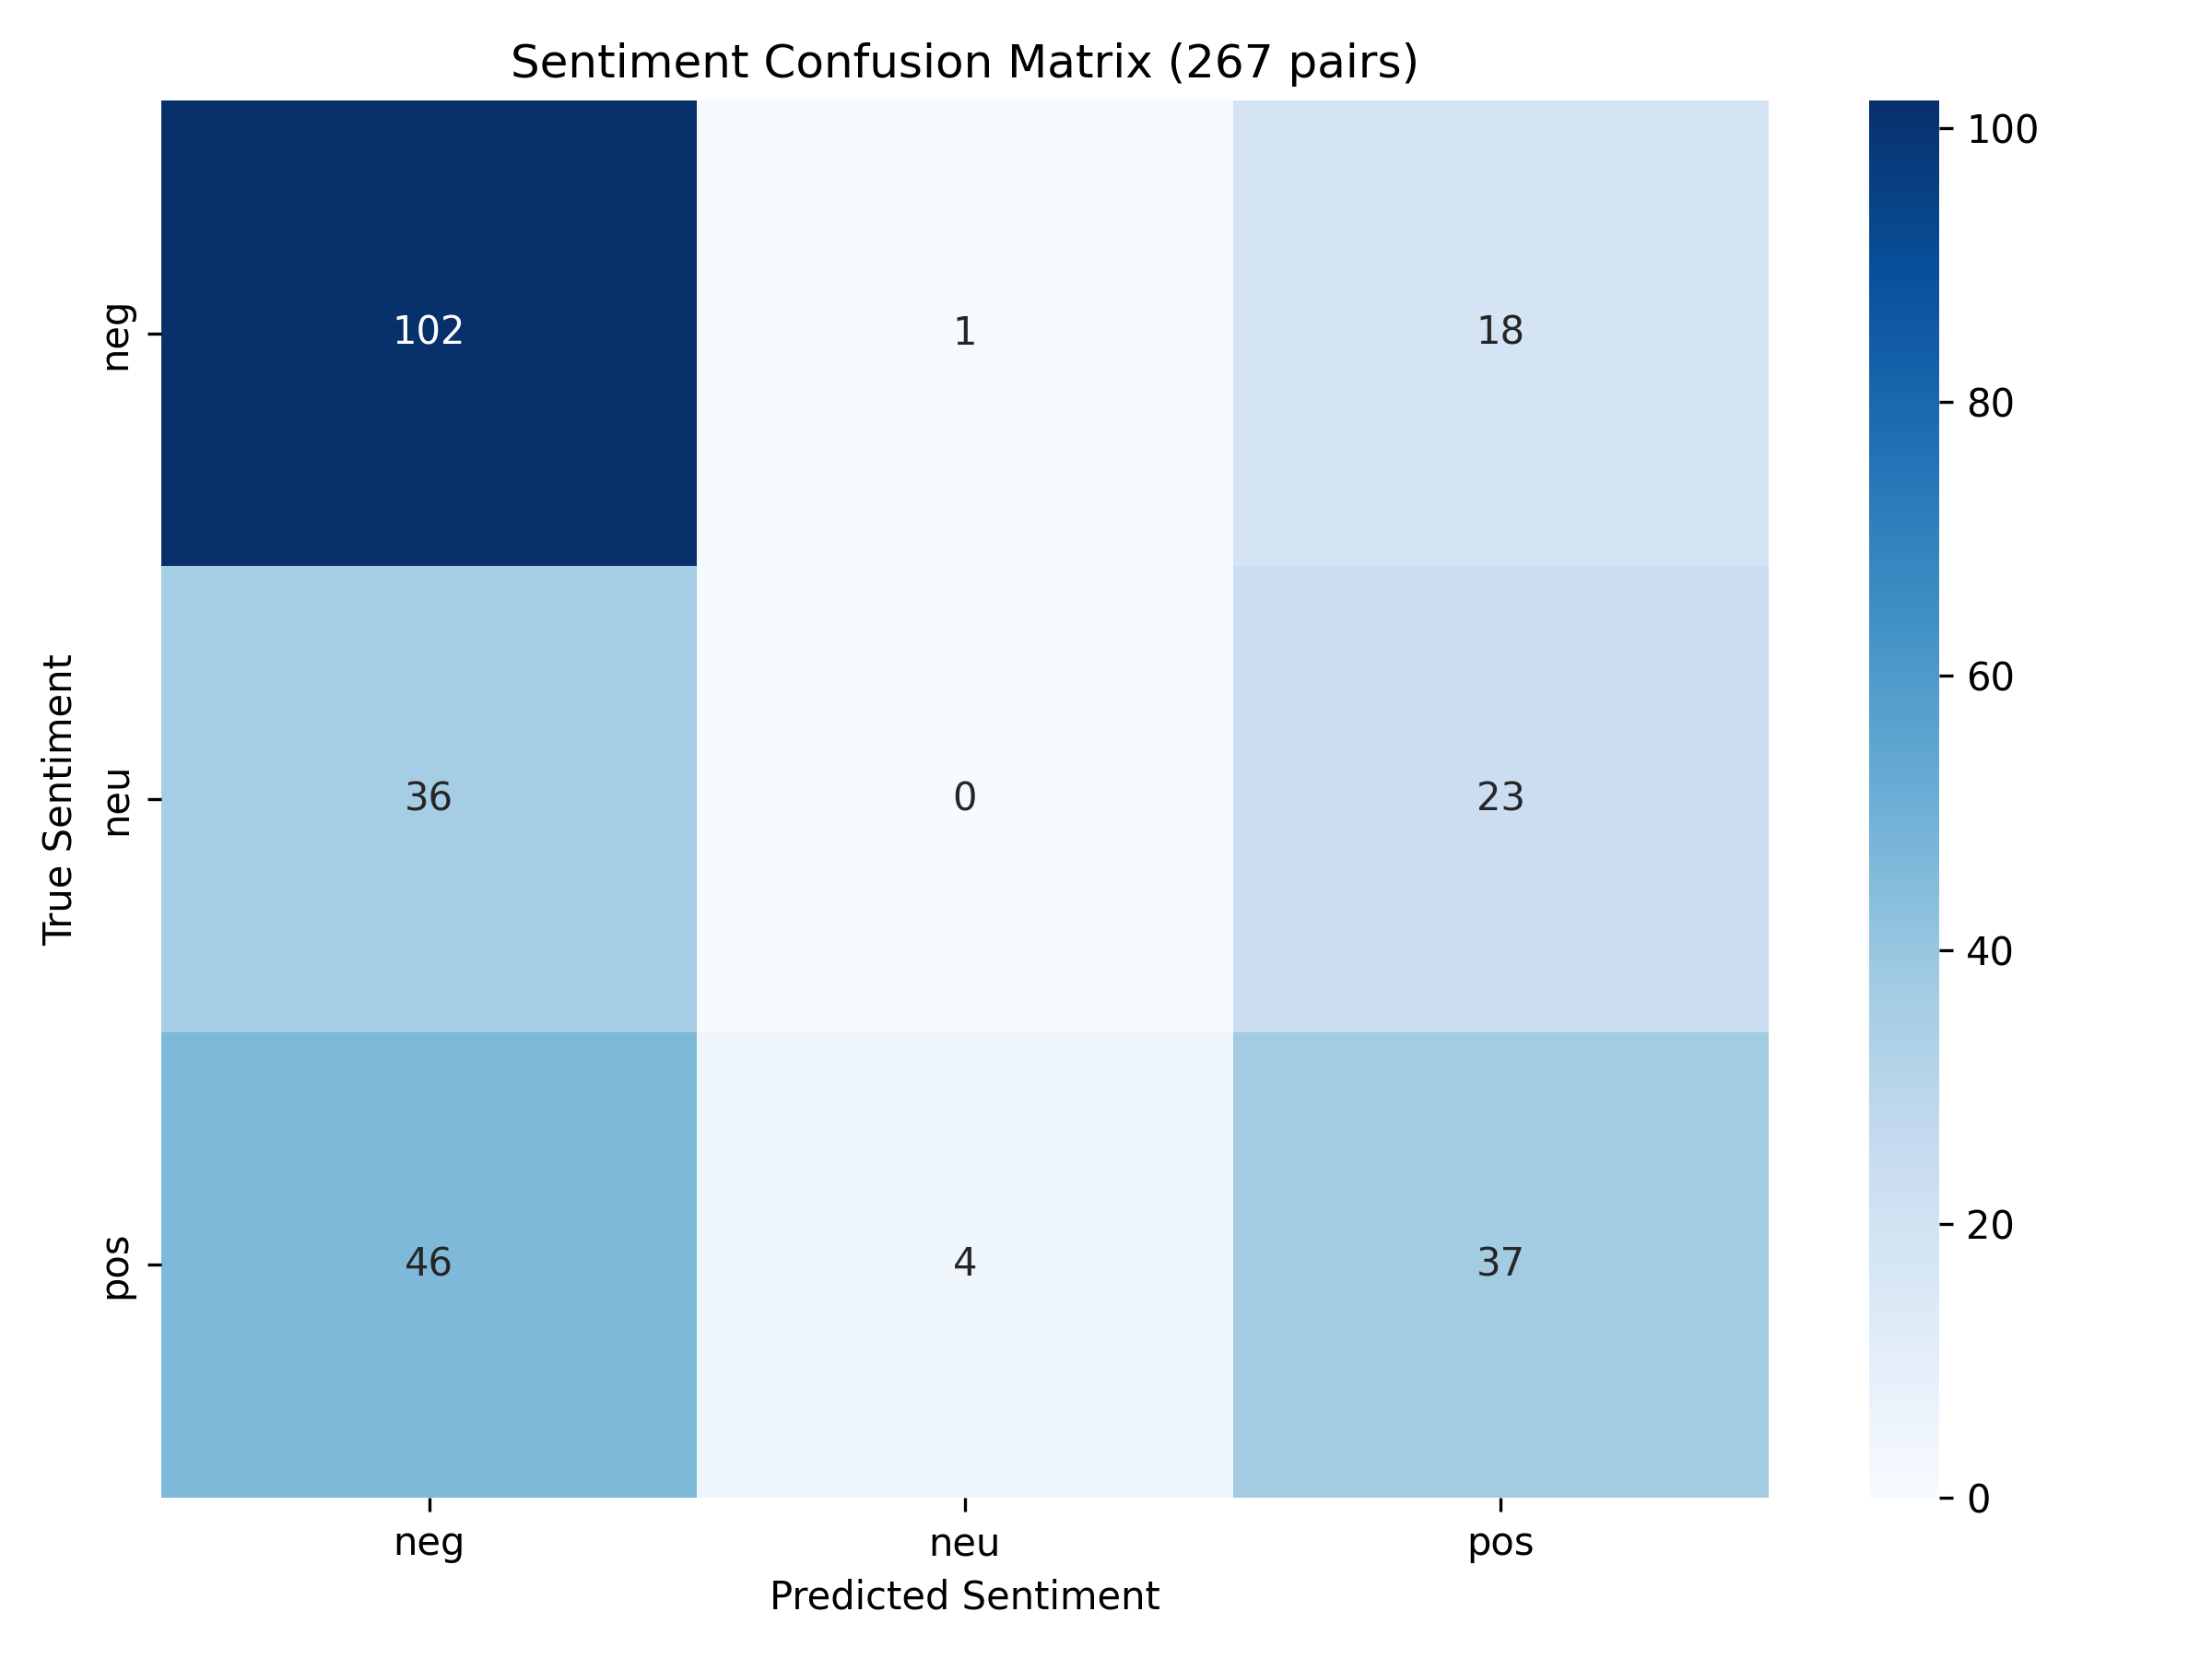 Sentiment Confusion Matrix (267 pairs)
True Sentiment
neg
102
1
18
neu
36
0
23
pos
46
4
37
neg
neu
pos
Predicted Sentiment
100
80
60
40
20
0